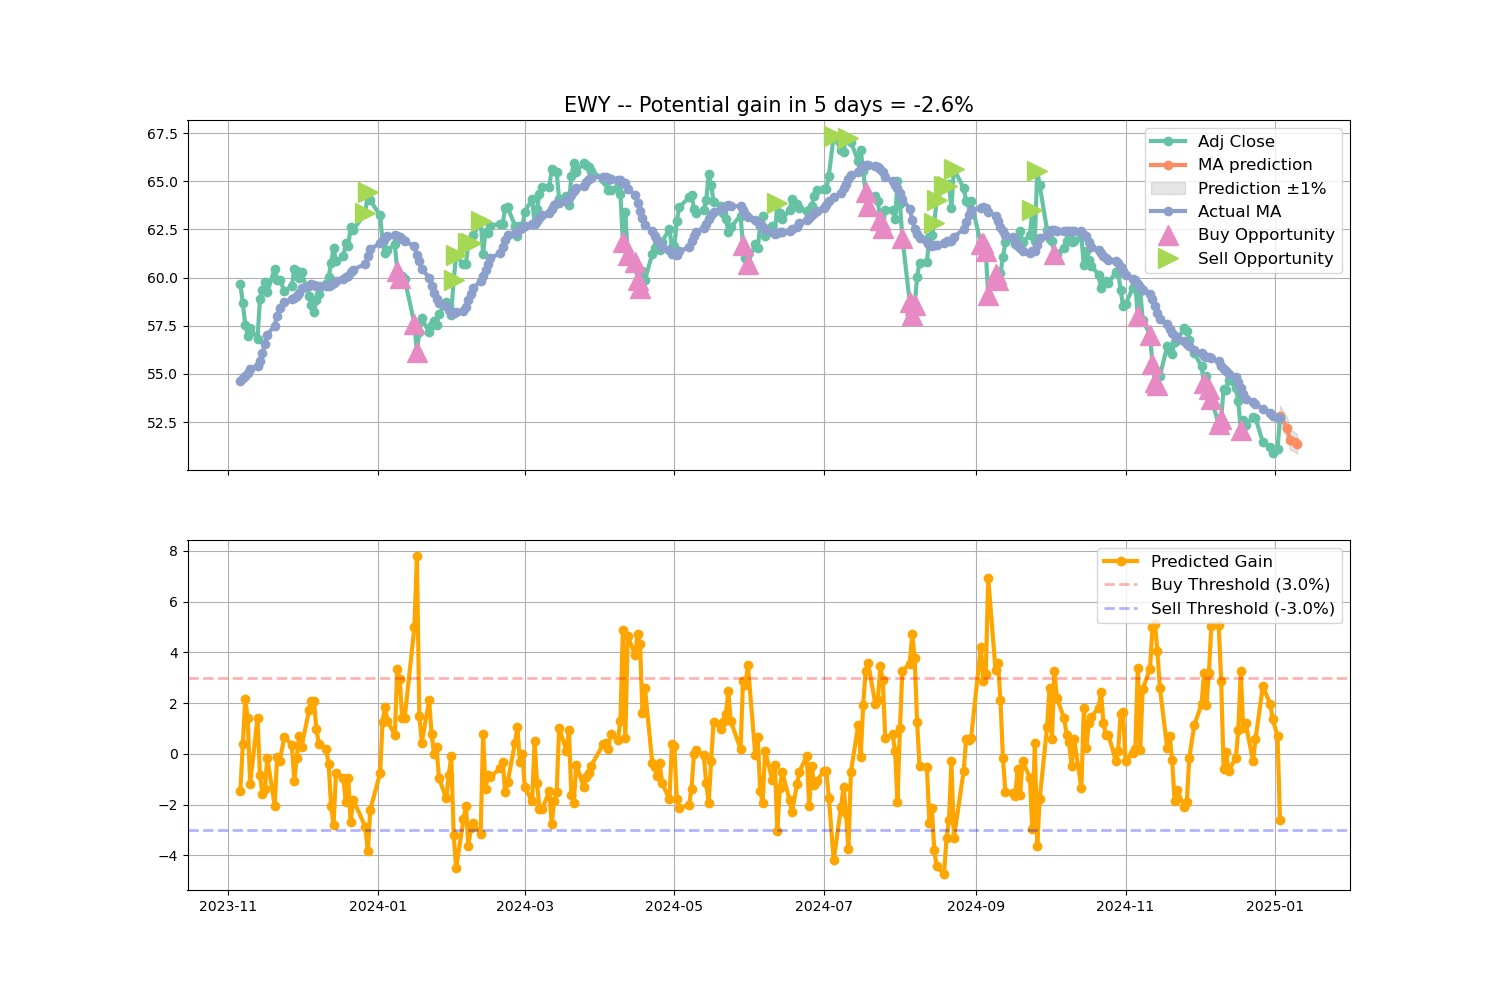 EWY -- Potential gain in 5 days = -2.6%
67.5
65.0
62.5
60.0
57.5
55.0
52.5
Adj Close
MA prediction
Prediction ±1%
Actual MA
Buy Opportunity
Sell Opportunity
8
6
4
2
0
−2
−4
Predicted Gain
Buy Threshold (3.0%)
Sell Threshold (-3.0%)
2023-11
2024-01
2024-03
2024-05
2024-07
2024-09
2024-11
2025-01